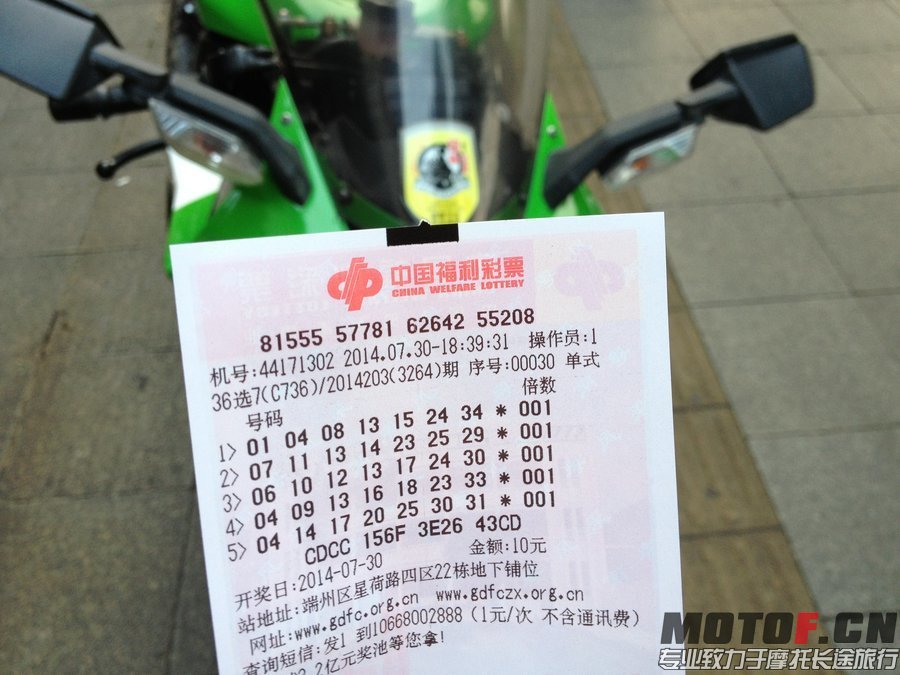 中国福利彩票
CHINA WELFARE LOTTERY
81555 57781 62642 55208
机号:44171302 2014.07.30-18:39:31 操作员:1
36选7(C736)/2014203(3264)期 序号:00030 单式
号码 倍数
1> 01 04 08 13 15 24 34 * 001
2> 07 11 13 14 23 25 29 * 001
3> 06 10 12 13 17 24 30 * 001
4> 04 09 13 16 18 23 33 * 001
5> 04 14 17 20 25 30 31 * 001
CDCC 156F 3E26 43CD
金额:10元
开奖日:2014-07-30
站地址:端州区星荷路四区22栋地下铺位
网址:www.gdfc.org.cn www.gdfczx.org.cn
查询短信:发1 到10668002888(1元/次 不含通讯费)
2亿元奖池等您拿!
MOTOF.CN
专业致力于摩托长途旅行